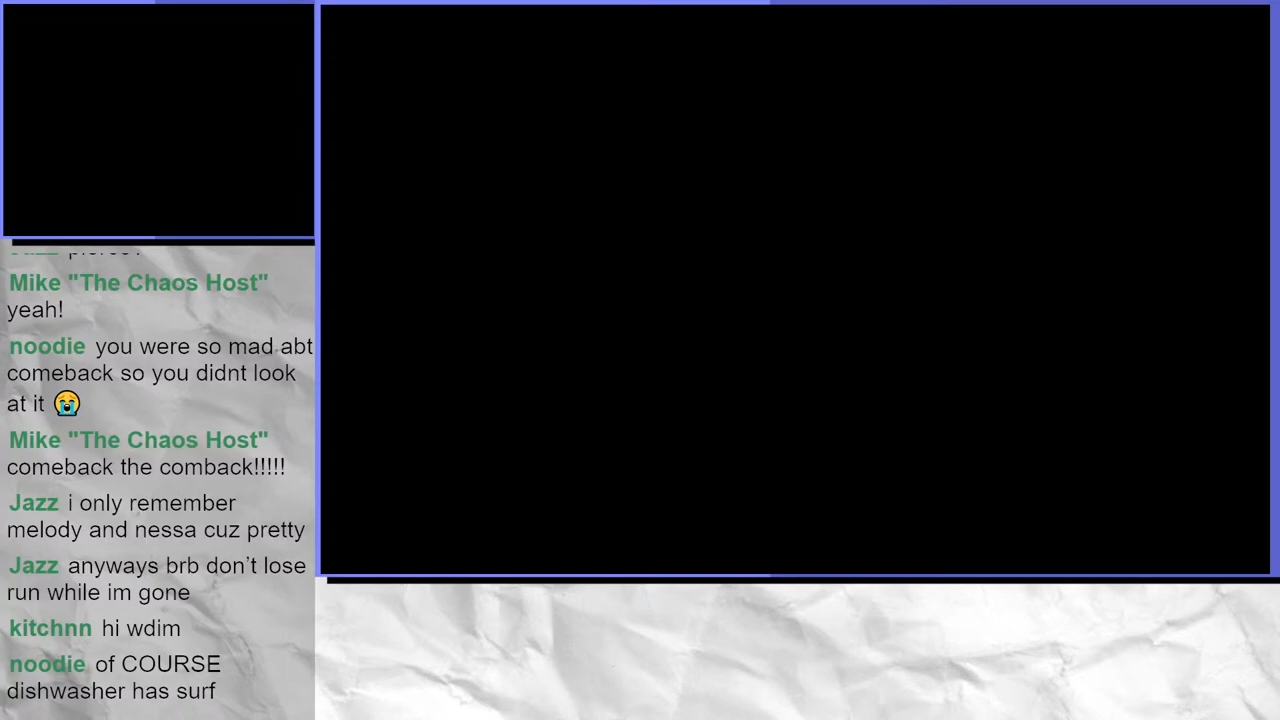 Mike "The Chaos Host"
yeah!
noodie you were so mad abt
comeback so you didnt look
at it 😭
Mike "The Chaos Host"
comeback the comback!!!!!
Jazz i only remember
melody and nessa cuz pretty
Jazz anyways brb don’t lose
run while im gone
kitchnn hi wdim
noodie of COURSE
dishwasher has surf